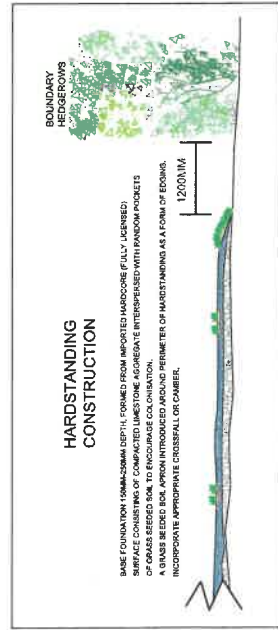 HARDSTANDING
CONSTRUCTION
BASE FOUNDATION 150MM-250MM DEPTH, FORMED FROM IMPORTED HARDCORE (FULLY LICENSED)
SURFACE CONSISTING OF COMPACTED LIMESTONE AGGREGATE INTERSPERSED WITH RANDOM POCKETS
OF GRASS SEEDED SOIL TO ENCOURAGE COLONISATION.
A GRASS SEEDED SOIL APRON INTRODUCED AROUND PERIMETER OF HARDSTANDING AS A FORM OF EDGING.
INCORPORATE APPROPRIATE CROSSFALL OR CAMBER.
BOUNDARY
HEDGEROWS
1200MM